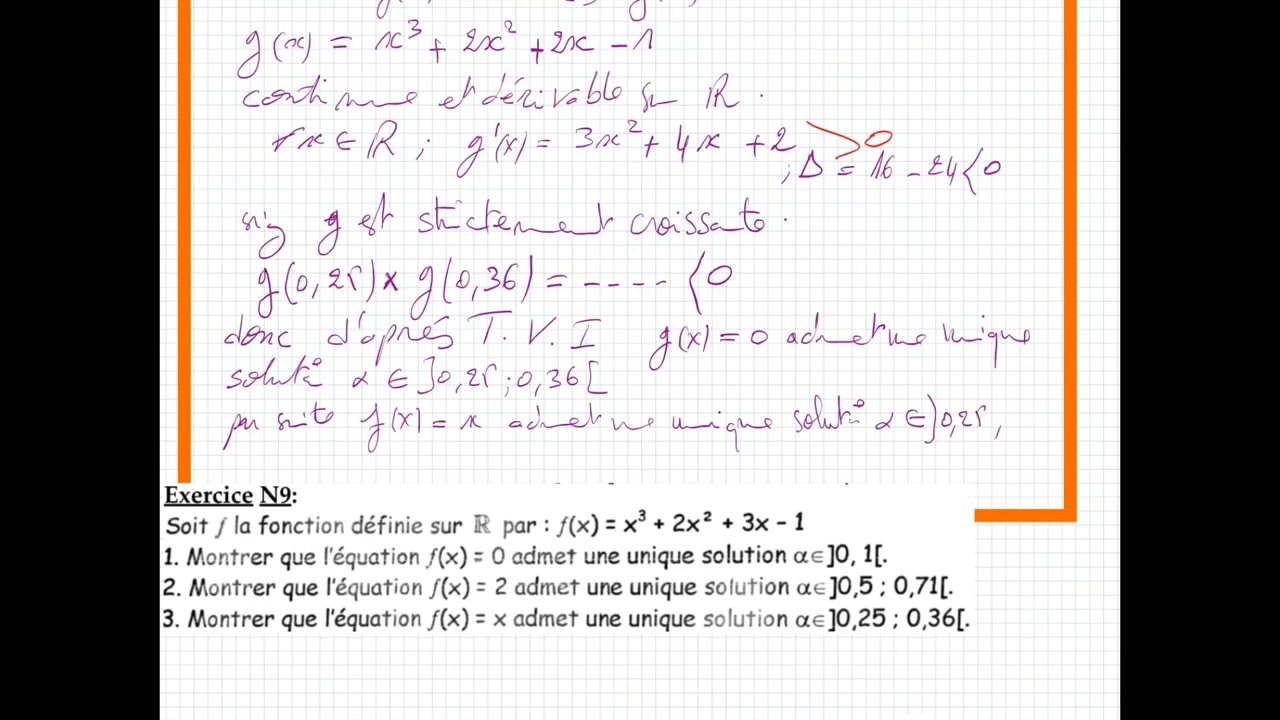 g(x) = x³ + 2x² + 2x - 1
continue et dérivable sur ℝ.
∀x ∈ ℝ ; g'(x) = 3x² + 4x + 2 > 0
; Δ = 16 - 24 < 0
g est strictement croissante.
g(0,25) x g(0,36) = ---- < 0
donc d'après T.V.I g(x) = 0 admet une unique
solut° α ∈ ]0,25 ; 0,36[
par suite f(x) = x admet une unique solut° α ∈ ]0,25,
Exercice N9:
Soit f la fonction définie sur ℝ par : f(x) = x³ + 2x² + 3x - 1
1. Montrer que l'équation f(x) = 0 admet une unique solution α∈]0, 1[.
2. Montrer que l'équation f(x) = 2 admet une unique solution α∈]0,5 ; 0,71[.
3. Montrer que l'équation f(x) = x admet une unique solution α∈]0,25 ; 0,36[.